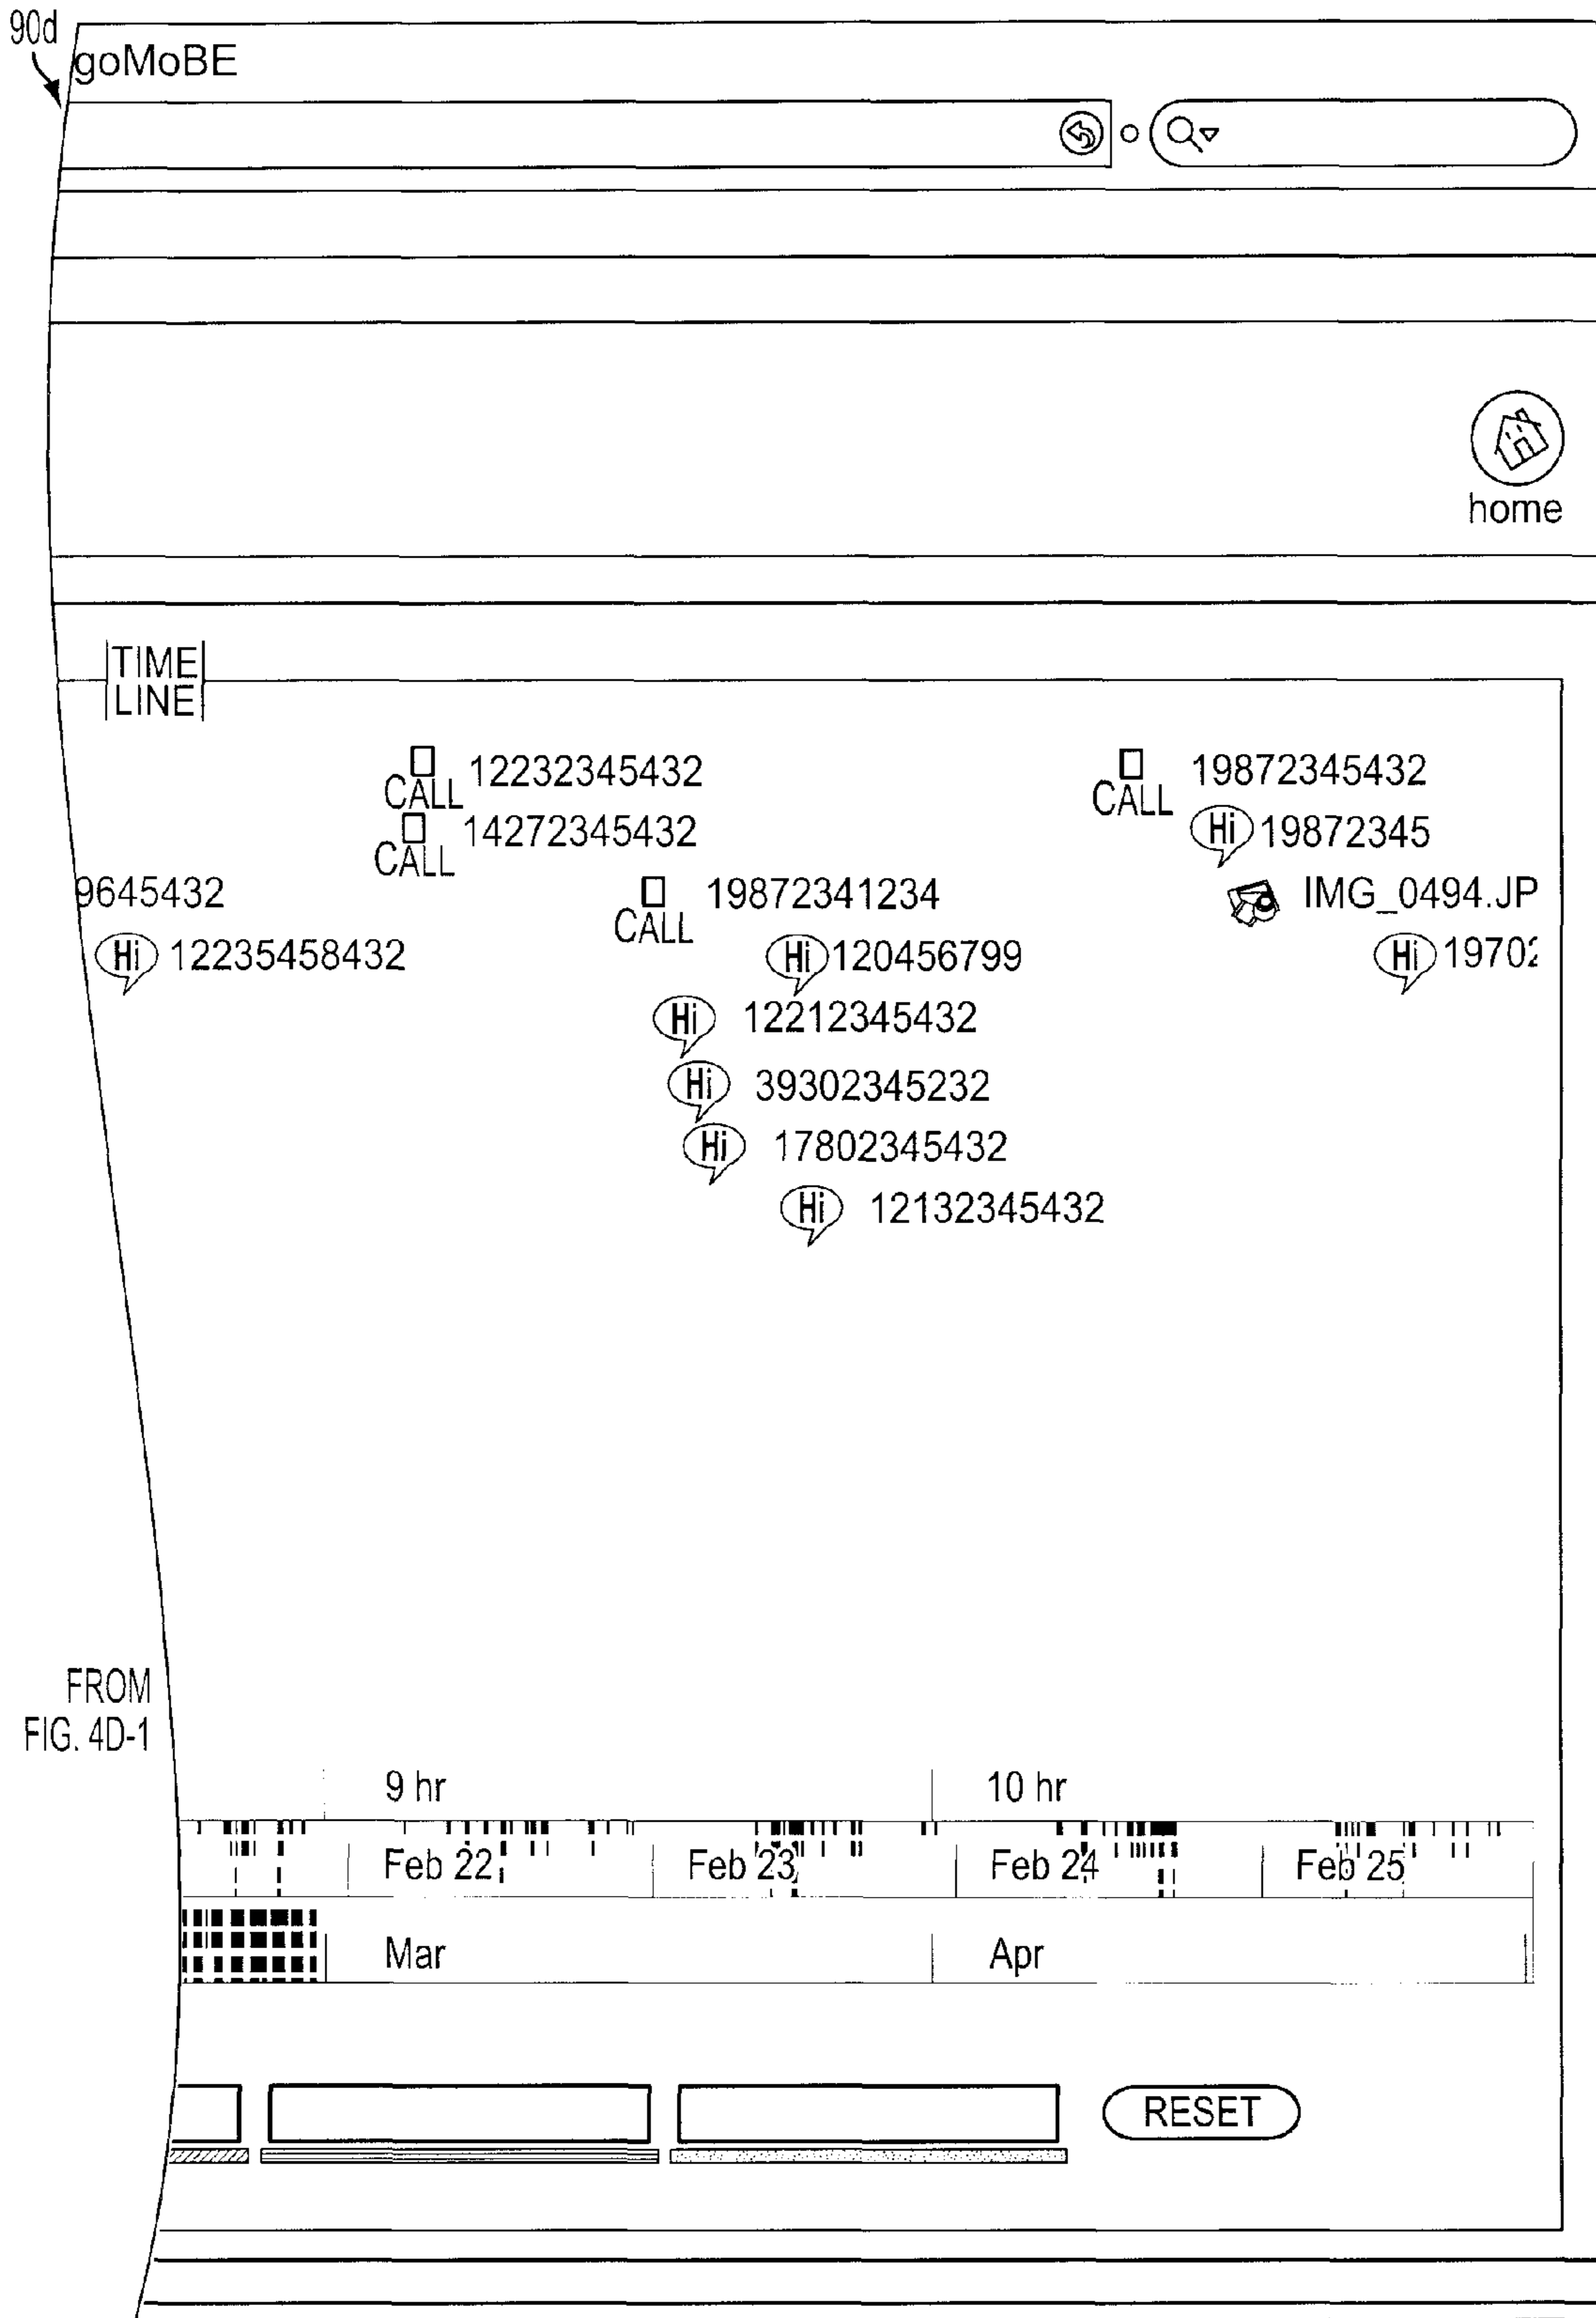 90d
goMoBE
home
TIME
LINE
CALL 12232345432
CALL 19872345432
CALL 14272345432
Hi 19872345
9645432
CALL 19872341234
IMG_0494.JP
Hi 12235458432
Hi 120456799
Hi 1970
Hi 12212345432
Hi 39302345232
Hi 17802345432
Hi 12132345432
FROM
FIG. 4D-1
9 hr
10 hr
Feb 22
Feb 23
Feb 24
Feb 25
Mar
Apr
RESET